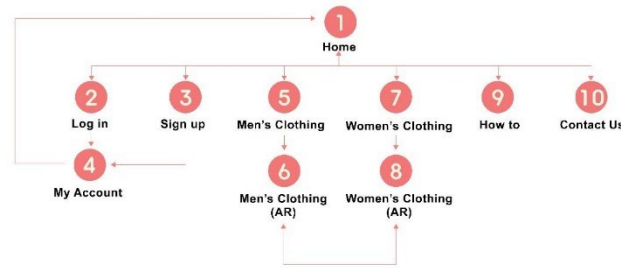 1
Home
2
Log in
3
Sign up
5
Men's Clothing
7
Women's Clothing
9
How to
10
Contact Us
4
My Account
6
Men's Clothing
(AR)
8
Women's Clothing
(AR)